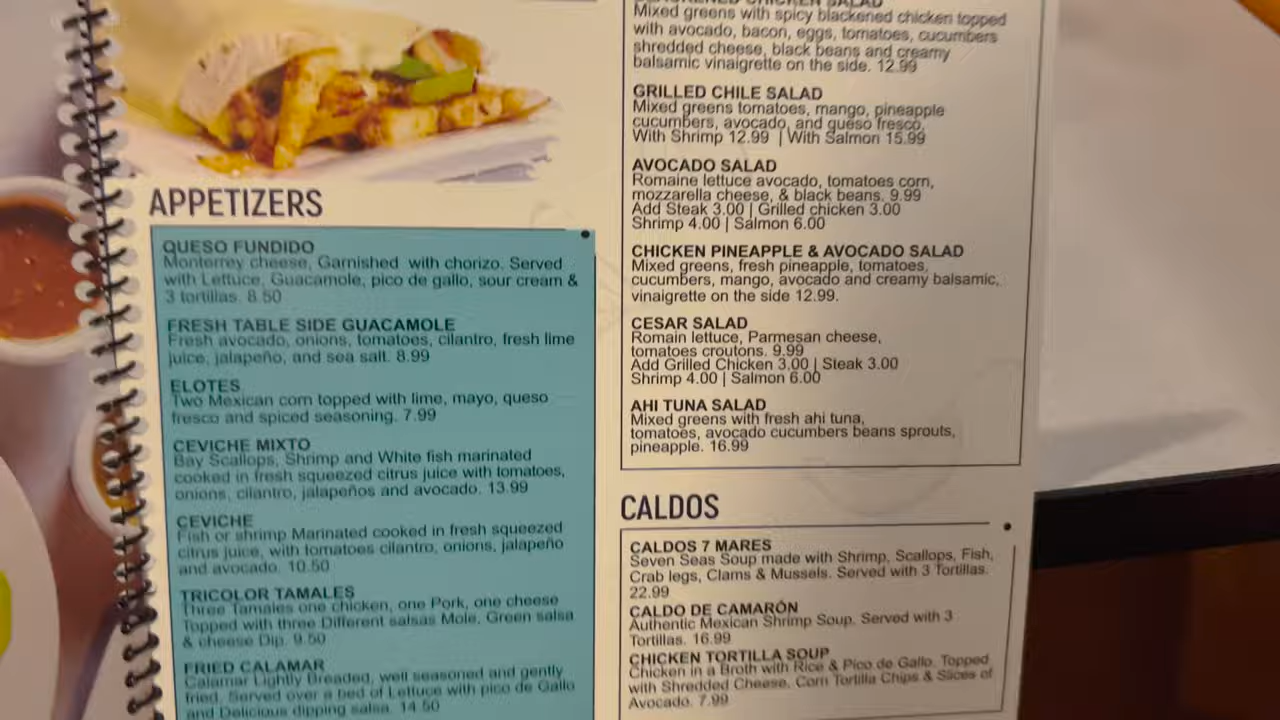 APPETIZERS
QUESO FUNDIDO
Monterrey cheese, Garnished with chorizo. Served
with Lettuce, Guacamole, pico de gallo, sour cream &
3 tortillas. 8.50
FRESH TABLE SIDE GUACAMOLE
Fresh avocado, onions, tomatoes, cilantro, fresh lime
juice, jalapeño, and sea salt. 8.99
ELOTES
Two Mexican corn topped with lime, mayo, queso
fresco and spiced seasoning. 7.99
CEVICHE MIXTO
Bay Scallops, Shrimp and White fish marinated
cooked in fresh squeezed citrus juice with tomatoes,
onions, cilantro, jalapeños and avocado. 13.99
CEVICHE
Fish or shrimp Marinated cooked in fresh squeezed
citrus juice, with tomatoes cilantro, onions, jalapeño
and avocado. 10.50
TRICOLOR TAMALES
Three Tamales one chicken, one Pork, one cheese
Topped with three Different salsas Mole, Green salsa
& cheese Dip. 9.50
FRIED CALAMAR
Calamar Lightly Breaded, well seasoned and gently
fried. Served over a bed of Lettuce with pico de Gallo
and Delicious dipping salsa. 14.50
BLACKENED CHICKEN SALAD
Mixed greens with spicy blackened chicken topped
with avocado, bacon, eggs, tomatoes, cucumbers
shredded cheese, black beans and creamy
balsamic vinaigrette on the side. 12.99
GRILLED CHILE SALAD
Mixed greens tomatoes, mango, pineapple
cucumbers, avocado, and queso fresco.
With Shrimp 12.99 | With Salmon 15.99
AVOCADO SALAD
Romaine lettuce avocado, tomatoes corn,
mozzarella cheese, & black beans. 9.99
Add Steak 3.00 | Grilled chicken 3.00
Shrimp 4.00 | Salmon 6.00
CHICKEN PINEAPPLE & AVOCADO SALAD
Mixed greens, fresh pineapple, tomatoes,
cucumbers, mango, avocado and creamy balsamic,
vinaigrette on the side 12.99.
CESAR SALAD
Romain lettuce, Parmesan cheese,
tomatoes croutons. 9.99
Add Grilled Chicken 3.00 | Steak 3.00
Shrimp 4.00 | Salmon 6.00
AHI TUNA SALAD
Mixed greens with fresh ahi tuna,
tomatoes, avocado cucumbers beans sprouts,
pineapple. 16.99
CALDOS
CALDOS 7 MARES
Seven Seas Soup made with Shrimp, Scallops, Fish,
Crab legs, Clams & Mussels. Served with 3 Tortillas.
22.99
CALDO DE CAMARÓN
Authentic Mexican Shrimp Soup. Served with 3
Tortillas. 16.99
CHICKEN TORTILLA SOUP
Chicken in a Broth with Rice & Pico de Gallo. Topped
with Shredded Cheese, Corn Tortilla Chips & Slices of
Avocado. 7.99